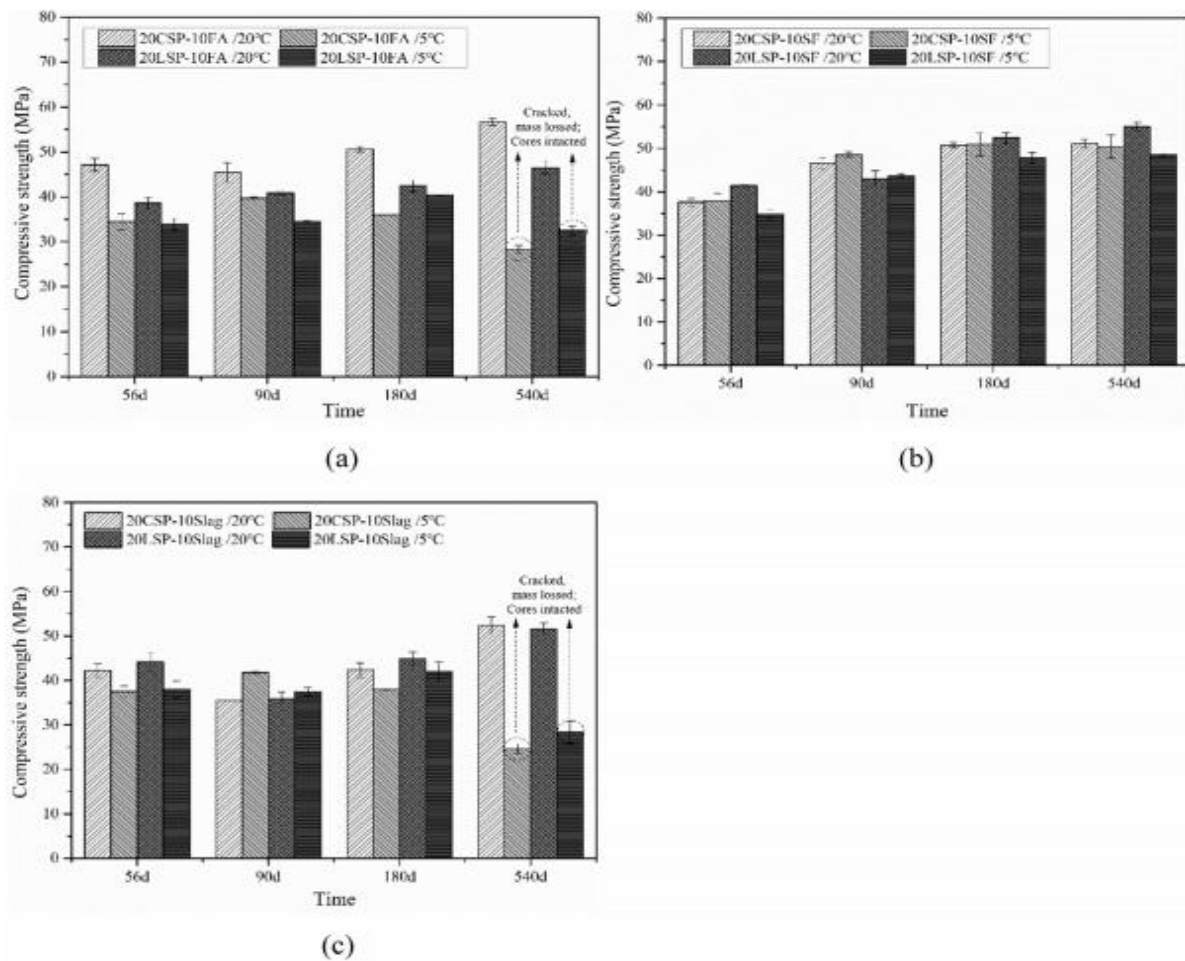 80
70
60
50
40
30
20
10
0
Compressive strength (MPa)
20CSP-10FA /20°C 20CSP-10FA /5°C
20LSP-10FA /20°C 20LSP-10FA /5°C
Cracked,
mass lossed;
Cores intacted
56d 90d 180d 540d
Time
(a)
80
70
60
50
40
30
20
10
0
Compressive strength (MPa)
20CSP-10SF /20°C 20CSP-10SF /5°C
20LSP-10SF /20°C 20LSP-10SF /5°C
56d 90d 180d 540d
Time
(b)
80
70
60
50
40
30
20
10
0
Compressive strength (MPa)
20CSP-10Slag /20°C 20CSP-10Slag /5°C
20LSP-10Slag /20°C 20LSP-10Slag /5°C
Cracked,
mass lossed;
Cores intacted
56d 90d 180d 540d
Time
(c)